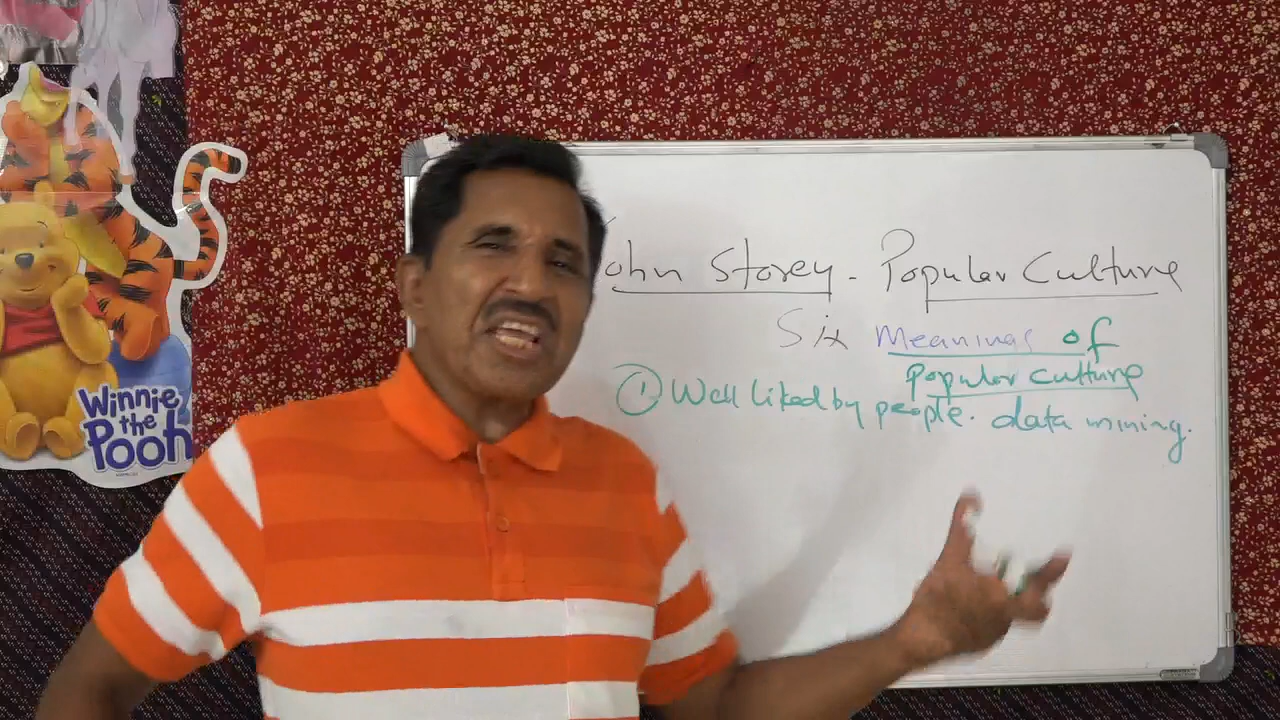 Winnie
the
Pooh
ohn Storey - Popular Culture
Six Meanings of
popular culture
① Well liked by people. data mining.